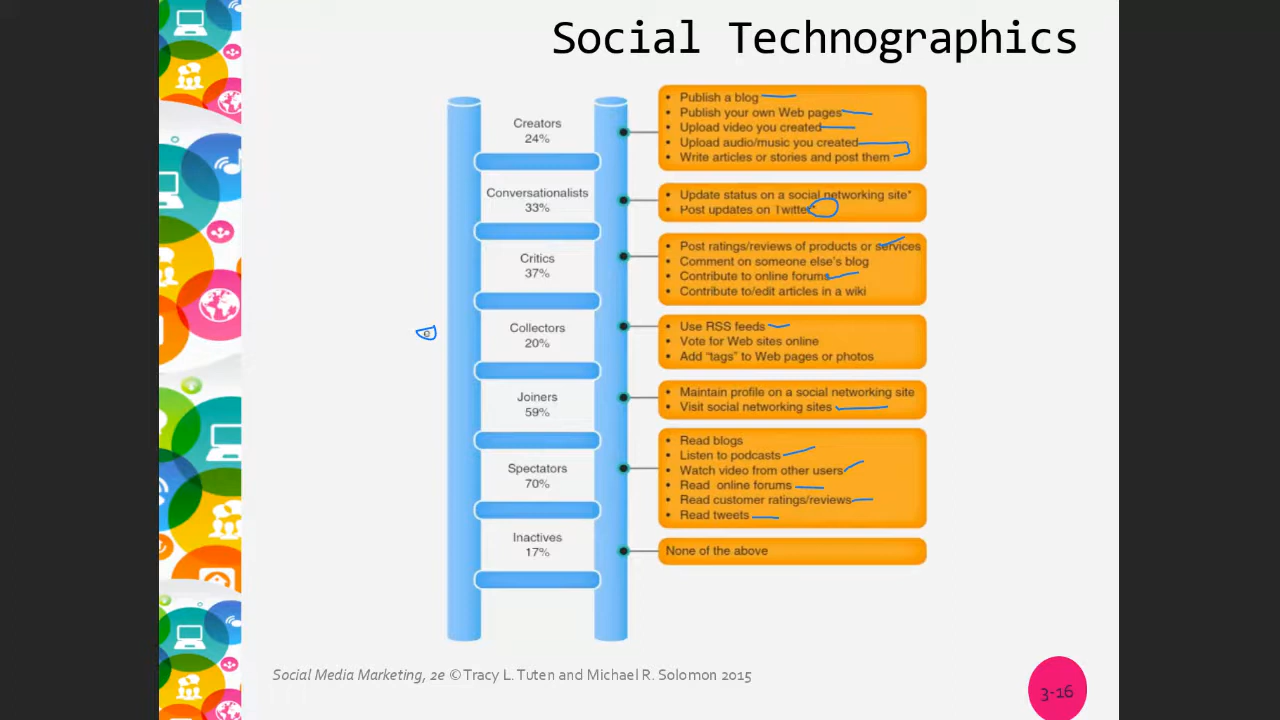 Social Technographics
Creators
24%
• Publish a blog
• Publish your own Web pages
• Upload video you created
• Upload audio/music you created
• Write articles or stories and post them
Conversationalists
33%
• Update status on a social networking site*
• Post updates on Twitter*
Critics
37%
• Post ratings/reviews of products or services
• Comment on someone else's blog
• Contribute to online forums
• Contribute to/edit articles in a wiki
Collectors
20%
• Use RSS feeds
• Vote for Web sites online
• Add "tags" to Web pages or photos
Joiners
59%
• Maintain profile on a social networking site
• Visit social networking sites
Spectators
70%
• Read blogs
• Listen to podcasts
• Watch video from other users
• Read online forums
• Read customer ratings/reviews
• Read tweets
Inactives
17%
None of the above
Social Media Marketing, 2e © Tracy L. Tuten and Michael R. Solomon 2015
3-16